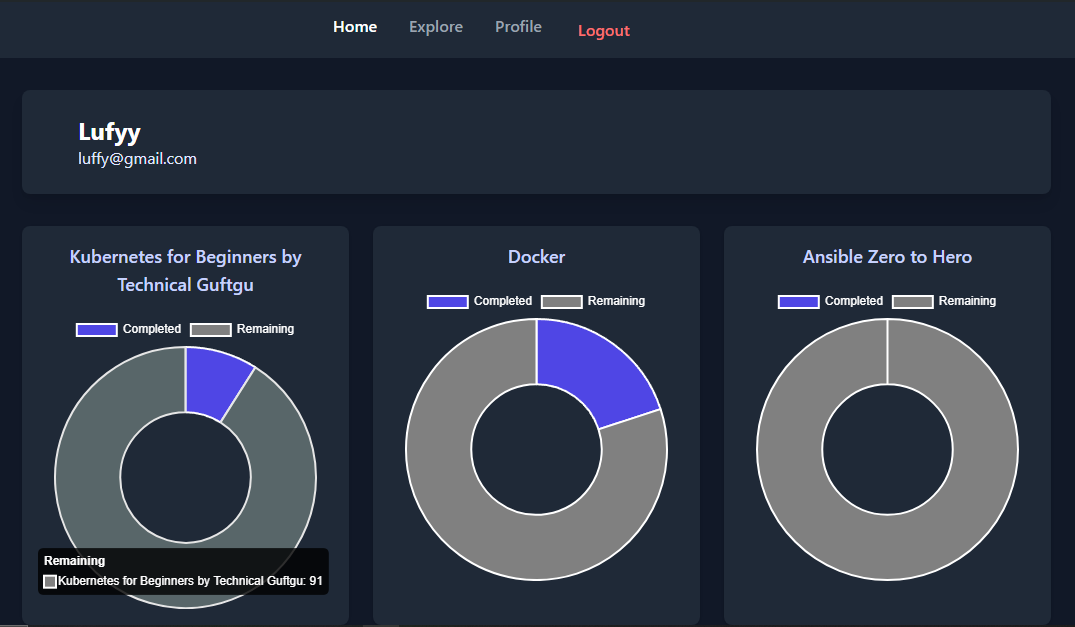 Home Explore Profile Logout
Lufyy
luffy@gmail.com
Kubernetes for Beginners by
Technical Guftgu
Completed Remaining
Remaining
Kubernetes for Beginners by Technical Guftgu: 91
Docker
Completed Remaining
Ansible Zero to Hero
Completed Remaining